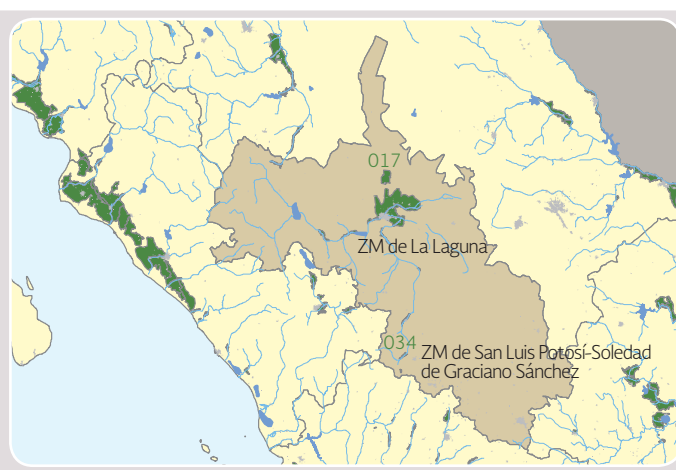 017
ZM de La Laguna
034
ZM de San Luis Potosí-Soledad
de Graciano Sánchez